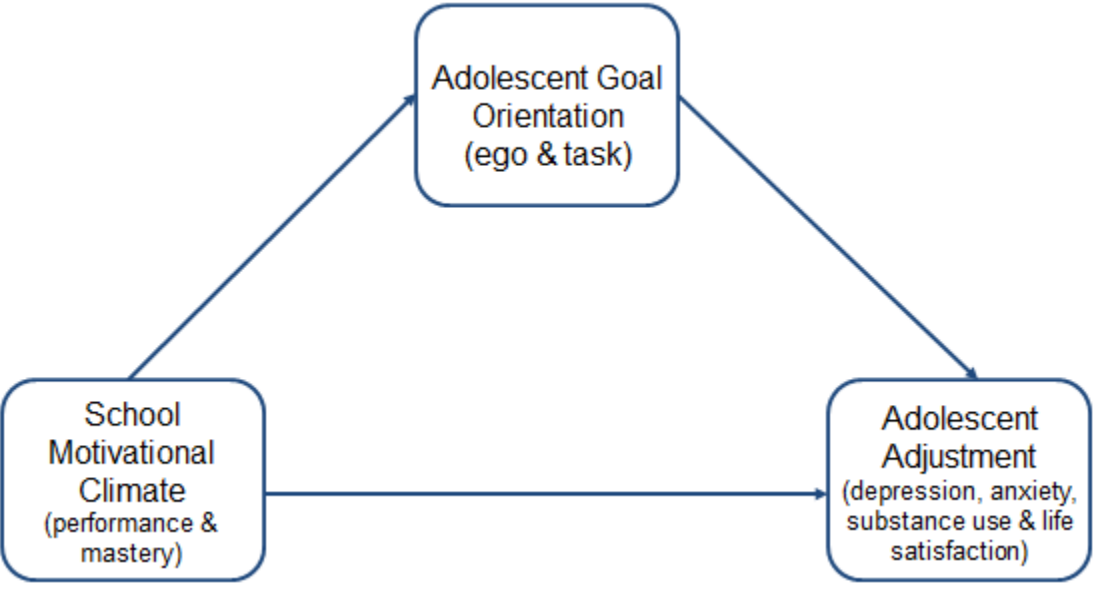 Adolescent Goal
Orientation
(ego & task)
School
Motivational
Climate
(performance &
mastery)
Adolescent
Adjustment
(depression, anxiety,
substance use & life
satisfaction)